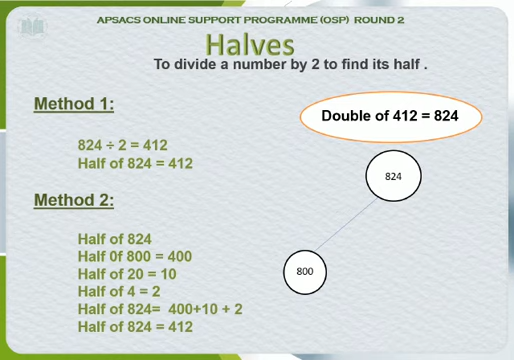 APSACS ONLINE SUPPORT PROGRAMME (OSP) ROUND 2
Halves
To divide a number by 2 to find its half .
Method 1:
824 ÷ 2 = 412
Half of 824 = 412
Double of 412 = 824
824
800
Method 2:
Half of 824
Half 0f 800 = 400
Half of 20 = 10
Half of 4 = 2
Half of 824= 400+10 + 2
Half of 824 = 412